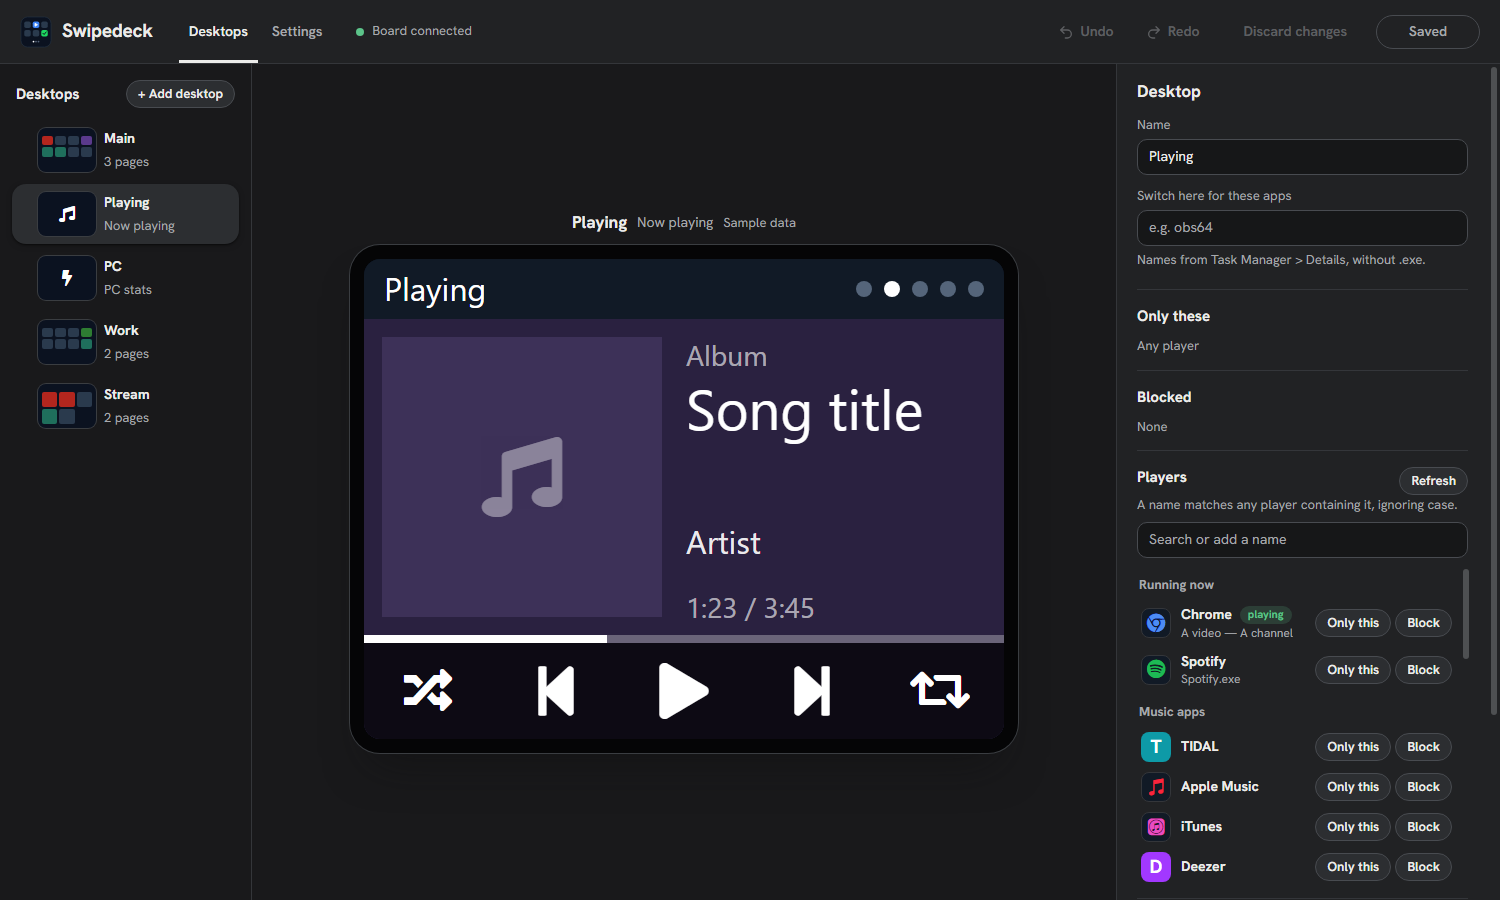 Swipedeck
Desktops
Settings
Board connected
Undo
Redo
Discard changes
Saved
Desktops
+ Add desktop
Main
3 pages
Playing
Now playing
PC
PC stats
Work
2 pages
Stream
2 pages
Playing Now playing Sample data
Playing
Album
Song title
Artist
1:23 / 3:45
Desktop
Name
Playing
Switch here for these apps
e.g. obs64
Names from Task Manager > Details, without .exe.
Only these
Any player
Blocked
None
Players
Refresh
A name matches any player containing it, ignoring case.
Search or add a name
Running now
Chrome playing
A video — A channel
Only this Block
Spotify
Spotify.exe
Only this Block
Music apps
T TIDAL Only this Block
Apple Music Only this Block
iTunes Only this Block
D Deezer Only this Block